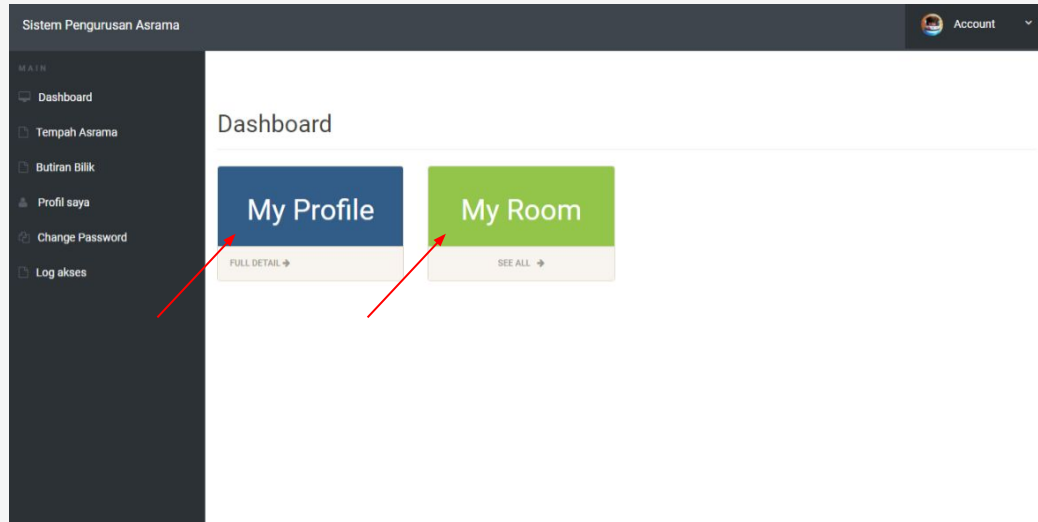 Sistem Pengurusan Asrama
Account
MAIN
Dashboard
Tempah Asrama
Butiran Bilik
Profil saya
Change Password
Log akses
Dashboard
My Profile
FULL DETAIL
My Room
SEE ALL